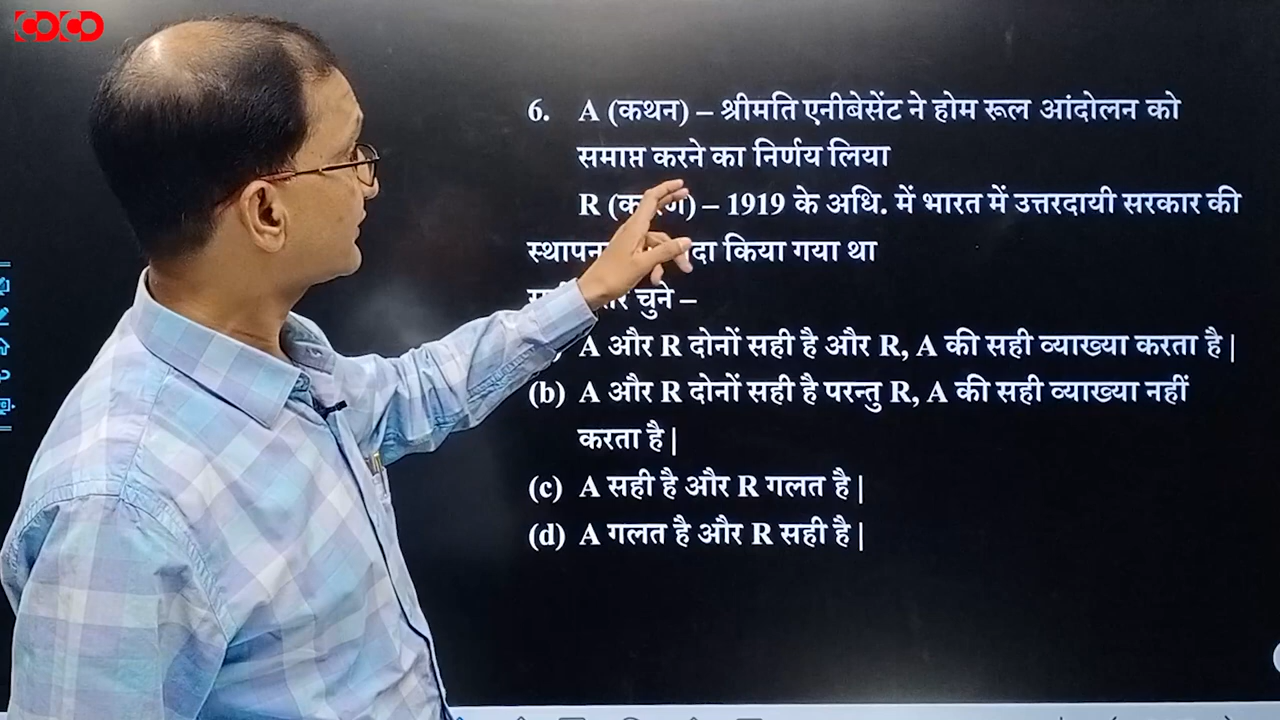 COCO
6. A (कथन) – श्रीमति एनीबेसेंट ने होम रूल आंदोलन को
समाप्त करने का निर्णय लिया
R – 1919 के अधि. में भारत में उत्तरदायी सरकार की
किया गया था
चुने –
A और R दोनों सही है और R, A की सही व्याख्या करता है |
(b) A और R दोनों सही है परन्तु R, A की सही व्याख्या नहीं
करता है |
(c) A सही है और R गलत है |
(d) A गलत है और R सही है |